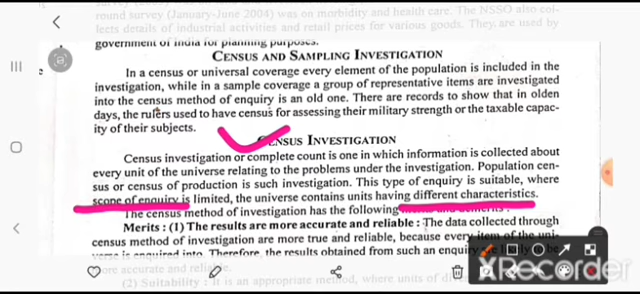 round survey (January-June 2004) was on morbidity and health care. The NSSO also col-
lects details of industrial activities and retail prices for various goods. They are used by
government of India for planning purposes.
CENSUS AND SAMPLING INVESTIGATION
In a census or universal coverage every element of the population is included in the
investigation, while in a sample coverage a group of representative items are investigated
into the census method of enquiry is an old one. There are records to show that in olden
days, the rulers used to have census for assessing their military strength or the taxable capac-
ity of their subjects.
CENSUS INVESTIGATION
Census investigation or complete count is one in which information is collected about
every unit of the universe relating to the problems under the investigation. Population cen-
sus or census of production is such investigation. This type of enquiry is suitable, where
scope of enquiry is limited, the universe contains units having different characteristics.
The census method of investigation has the following
Merits : (1) The results are more accurate and reliable : The data collected through
census method of investigation are more true and reliable, because every item of the uni-
verse is enquired into. Therefore, the results obtained from such an enquiry
more accurate and reliable.
(2) Suitability : It is an appropriate method, where units of
XRecorder